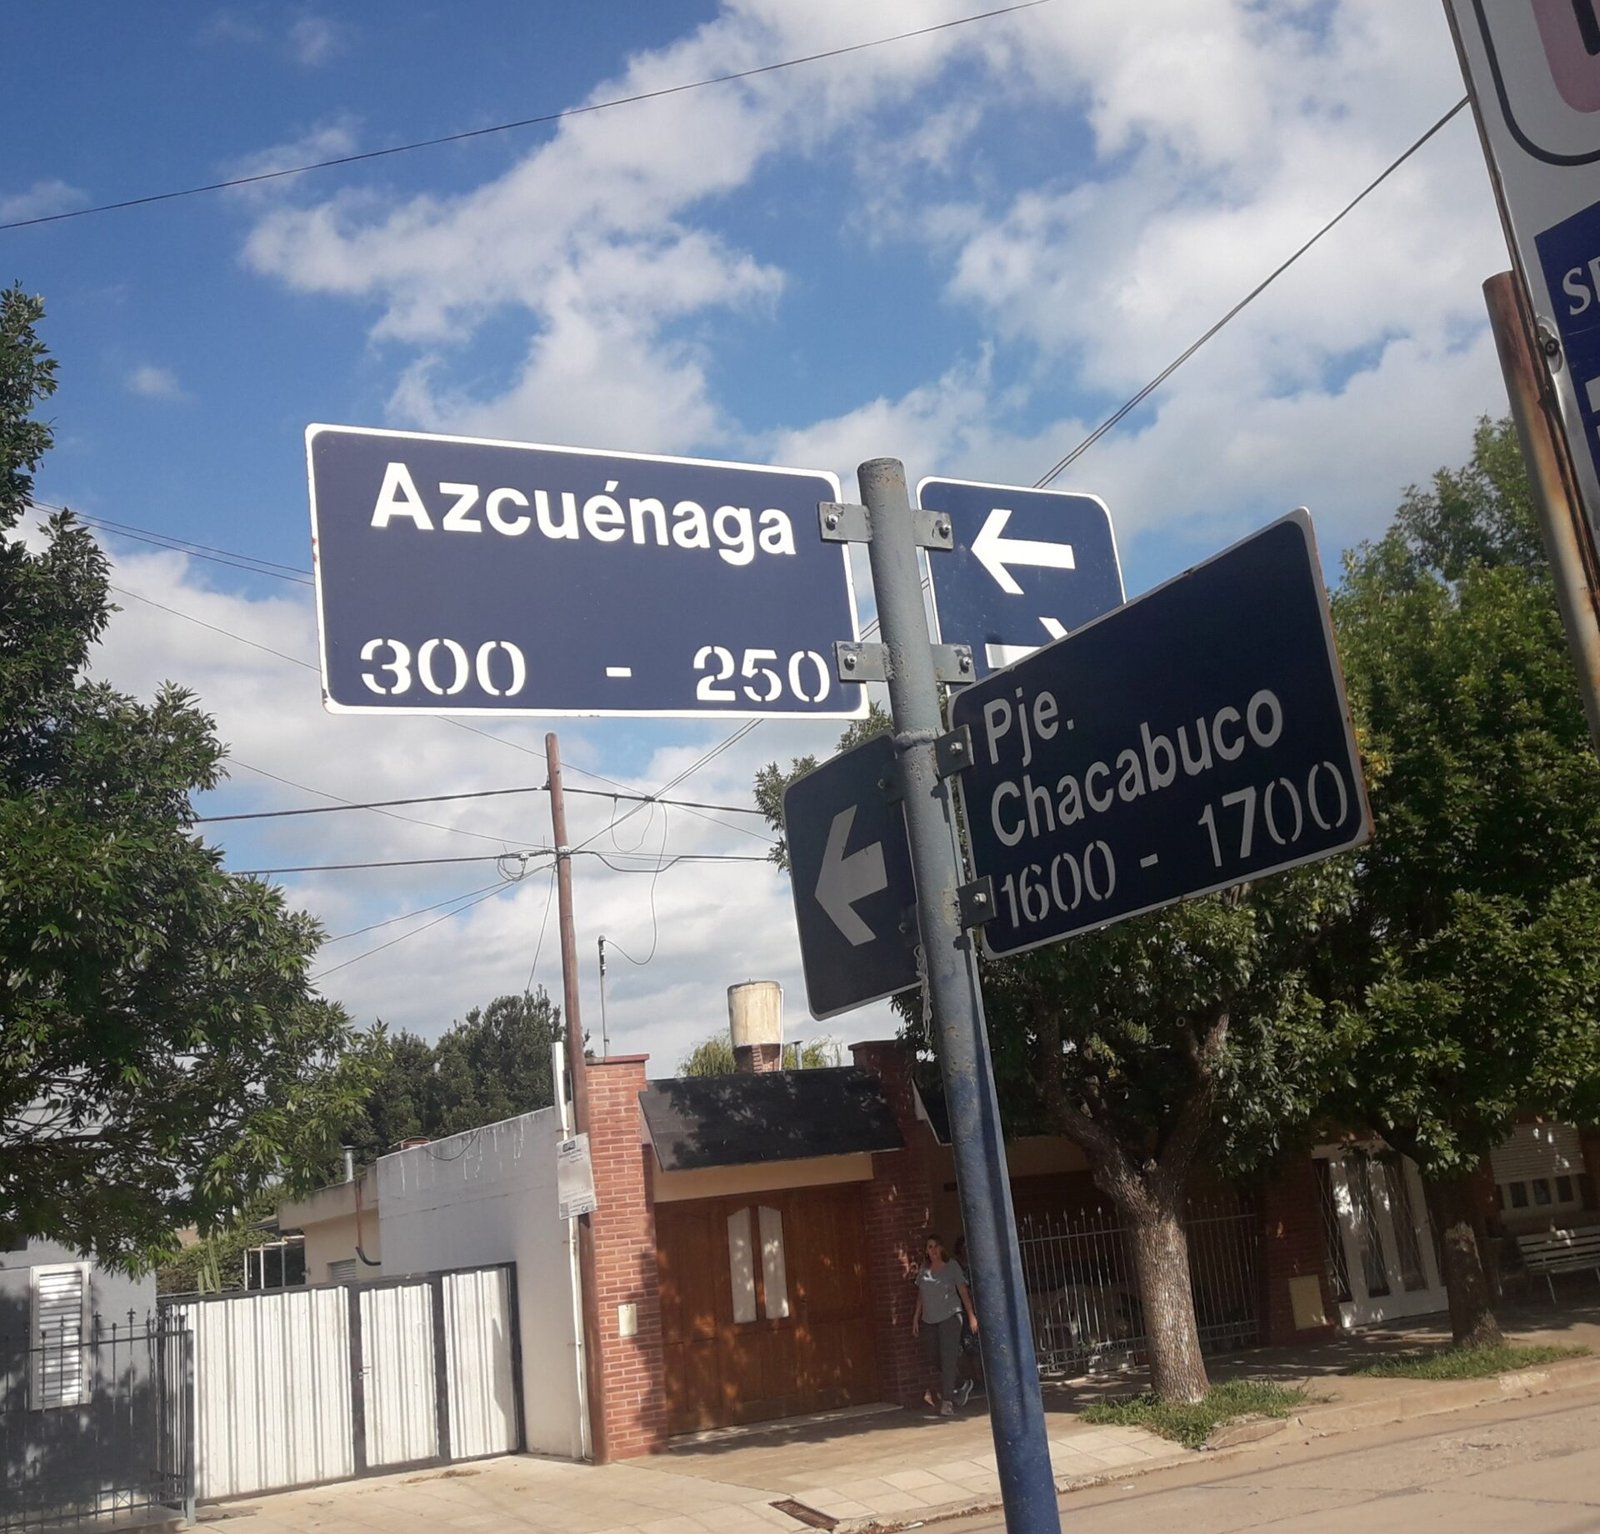 Azcuénaga
300 - 250
Pje.
Chacabuco
1600 - 1700